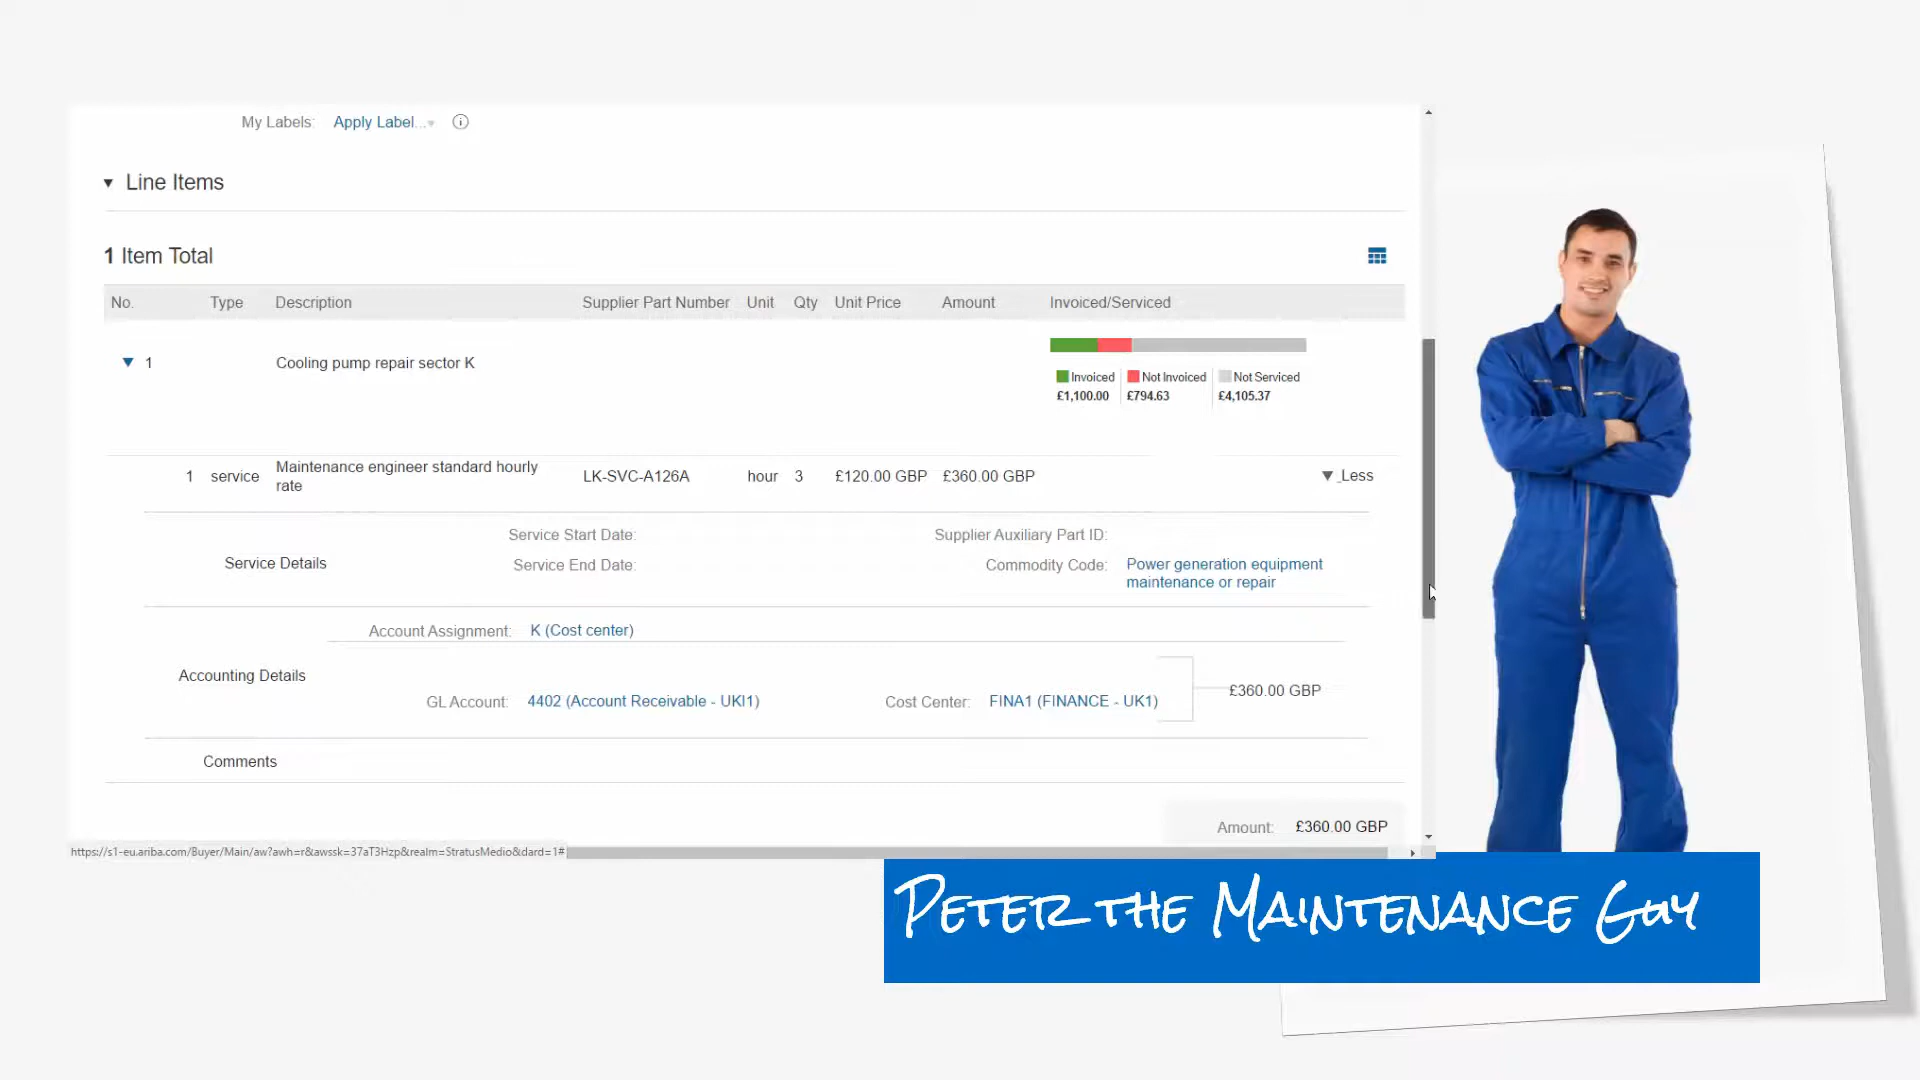 My Labels: Apply Label...
Line Items
1 Item Total
No. Type Description Supplier Part Number Unit Qty Unit Price Amount Invoiced/Serviced
1 Cooling pump repair sector K
Invoiced Not Invoiced Not Serviced
£1,100.00 £794.63 £4,105.37
1 service Maintenance engineer standard hourly rate LK-SVC-A126A hour 3 £120.00 GBP £360.00 GBP Less
Service Details
Service Start Date: Supplier Auxiliary Part ID:
Service End Date: Commodity Code: Power generation equipment
maintenance or repair
Account Assignment: K (Cost center)
Accounting Details
GL Account: 4402 (Account Receivable - UKI1) Cost Center: FINA1 (FINANCE - UK1) £360.00 GBP
Comments
Amount: £360.00 GBP
https://s1-eu.ariba.com/Buyer/Main/aw?awh=r&awssk=37aT3Hzp&realm=StratusMedio&dard=1#
Peter the Maintenance Guy